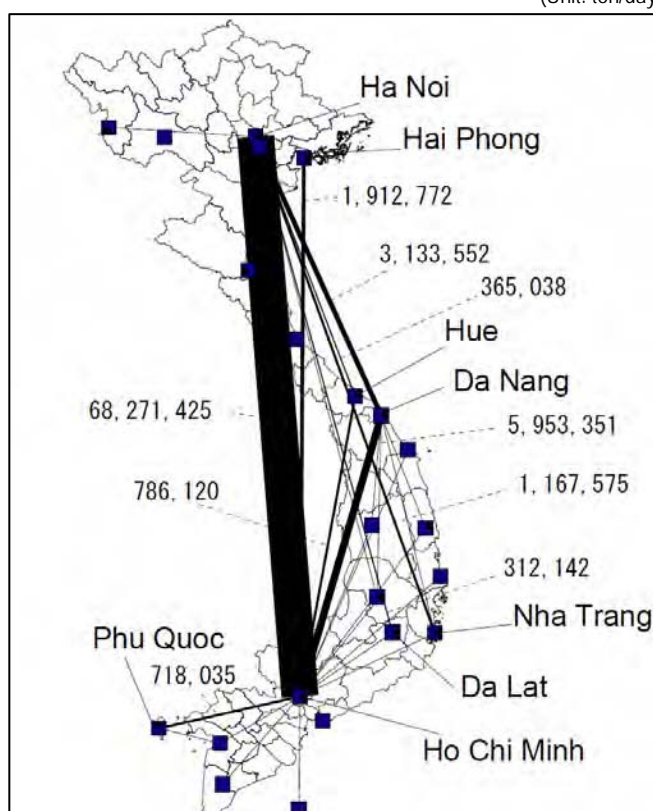 (Unit: ton/day
Ha Noi
Hai Phong
1, 912, 772
3, 133, 552
365, 038
Hue
Da Nang
68, 271, 425
5, 953, 351
786, 120
1, 167, 575
312, 142
Nha Trang
Phu Quoc
718, 035
Da Lat
Ho Chi Minh